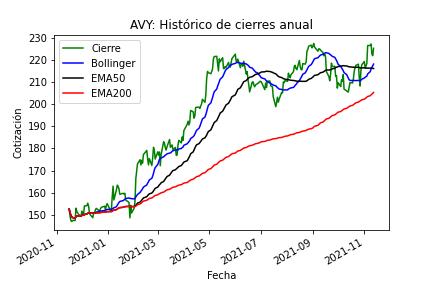 AVY: Histórico de cierres anual
Cotización
230
220
210
200
190
180
170
160
150
Cierre
Bollinger
EMA50
EMA200
2020-11
2021-01
2021-03
2021-05
2021-07
2021-09
2021-11
Fecha